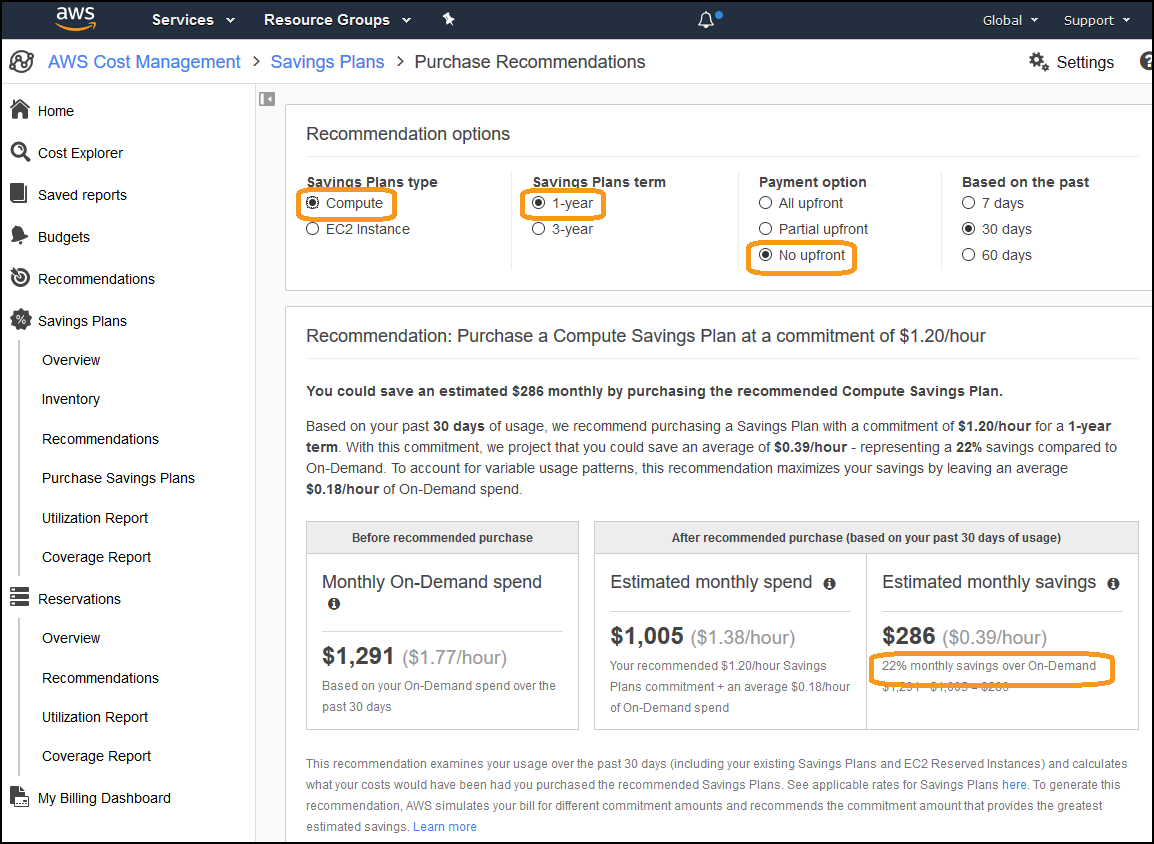 aws Services Resource Groups Global Support
AWS Cost Management > Savings Plans > Purchase Recommendations Settings ?
Home
Cost Explorer
Saved reports
Budgets
Recommendations
Savings Plans
Overview
Inventory
Recommendations
Purchase Savings Plans
Utilization Report
Coverage Report
Reservations
Overview
Recommendations
Utilization Report
Coverage Report
My Billing Dashboard
Recommendation options
Savings Plans type
Compute
EC2 Instance
Savings Plans term
1-year
3-year
Payment option
All upfront
Partial upfront
No upfront
Based on the past
7 days
30 days
60 days
Recommendation: Purchase a Compute Savings Plan at a commitment of $1.20/hour
You could save an estimated $286 monthly by purchasing the recommended Compute Savings Plan.
Based on your past 30 days of usage, we recommend purchasing a Savings Plan with a commitment of $1.20/hour for a 1-year
term. With this commitment, we project that you could save an average of $0.39/hour - representing a 22% savings compared to
On-Demand. To account for variable usage patterns, this recommendation maximizes your savings by leaving an average
$0.18/hour of On-Demand spend.
Before recommended purchase
Monthly On-Demand spend
$1,291 ($1.77/hour)
Based on your On-Demand spend over the
past 30 days
After recommended purchase (based on your past 30 days of usage)
Estimated monthly spend
$1,005 ($1.38/hour)
Your recommended $1.20/hour Savings
Plans commitment + an average $0.18/hour
of On-Demand spend
Estimated monthly savings
$286 ($0.39/hour)
22% monthly savings over On-Demand
$1,291 - $1,005 = $286
This recommendation examines your usage over the past 30 days (including your existing Savings Plans and EC2 Reserved Instances) and calculates
what your costs would have been had you purchased the recommended Savings Plans. See applicable rates for Savings Plans here. To generate this
recommendation, AWS simulates your bill for different commitment amounts and recommends the commitment amount that provides the greatest
estimated savings. Learn more